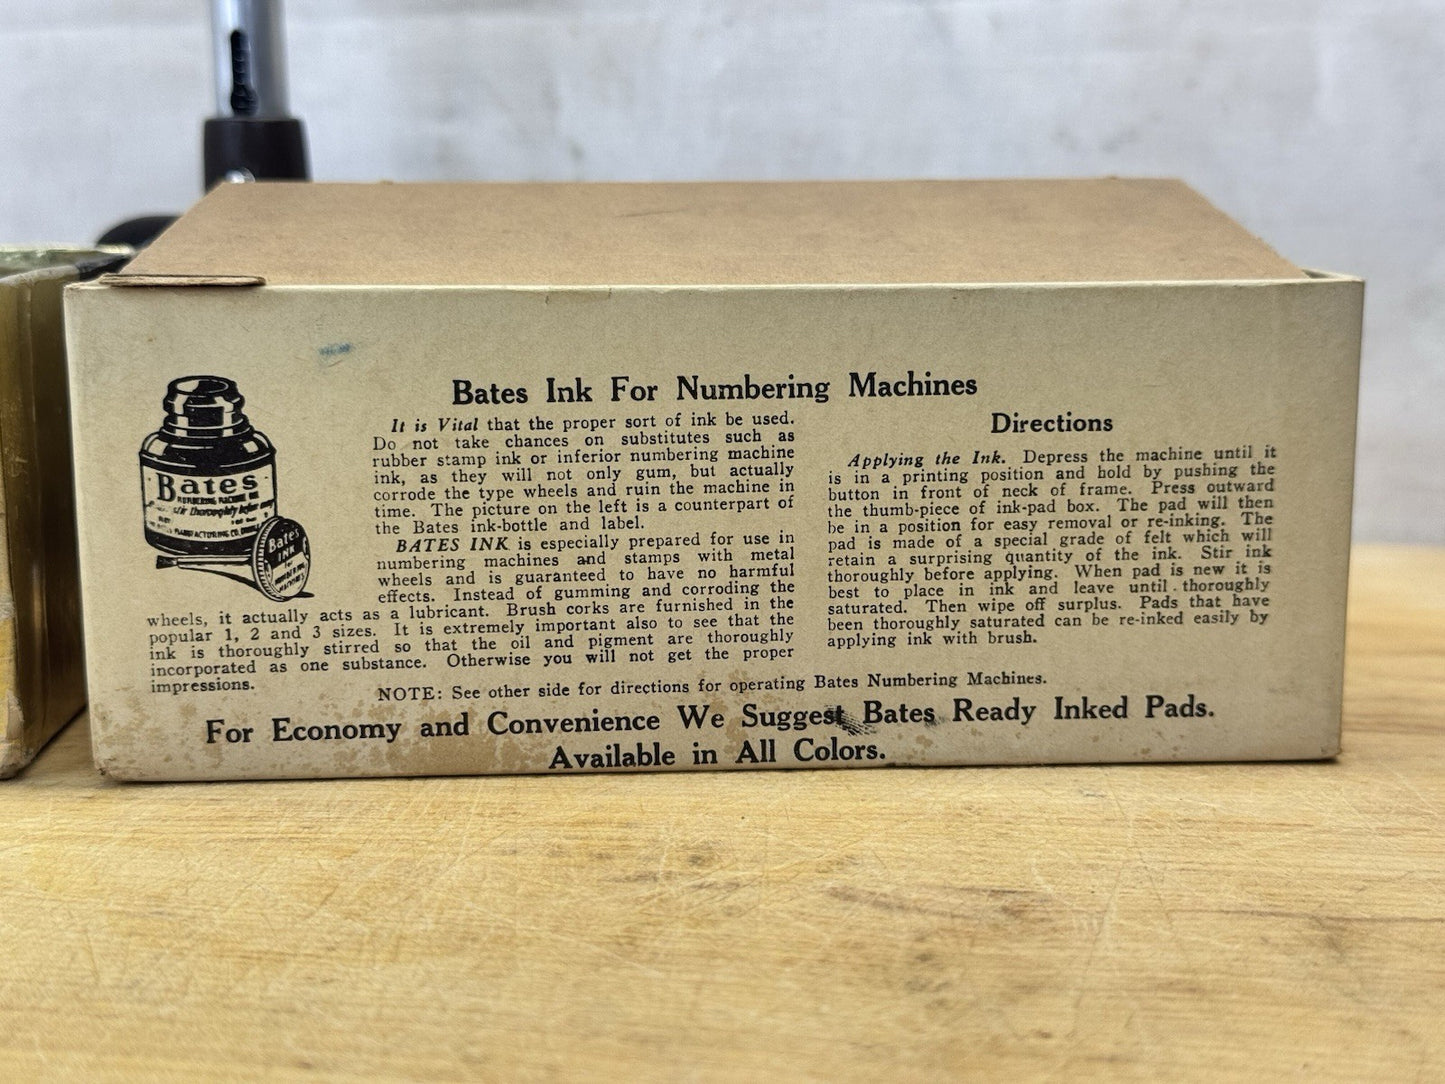 Bates Ink For Numbering Machines
It is Vital that the proper sort of ink be used.
Do not take chances on substitutes such as
rubber stamp ink or inferior numbering machine
ink, as they will not only gum, but actually
corrode the type wheels and ruin the machine in
time. The picture on the left is a counterpart of
the Bates ink-bottle and label.
BATES INK is especially prepared for use in
numbering machines and stamps with metal
wheels and is guaranteed to have no harmful
effects. Instead of gumming and corroding the
wheels, it actually acts as a lubricant. Brush corks are furnished in the
popular 1, 2 and 3 sizes. It is extremely important also to see that the
ink is thoroughly stirred so that the oil and pigment are thoroughly
incorporated as one substance. Otherwise you will not get the proper
impressions.
Directions
Applying the Ink. Depress the machine until it
is in a printing position and hold by pushing the
button in front of neck of frame. Press outward
the thumb-piece of ink-pad box. The pad will then
be in a position for easy removal or re-inking. The
pad is made of a special grade of felt which will
retain a surprising quantity of the ink. Stir ink
thoroughly before applying. When pad is new it is
best to place in ink and leave until thoroughly
saturated. Then wipe off surplus. Pads that have
been thoroughly saturated can be re-inked easily by
applying ink with brush.
NOTE: See other side for directions for operating Bates Numbering Machines.
For Economy and Convenience We Suggest Bates Ready Inked Pads.
Available in All Colors.
Bates
NUMBERING MACHINE INK
stir thoroughly before
MANUFACTURING CO.
Bates
INK
for